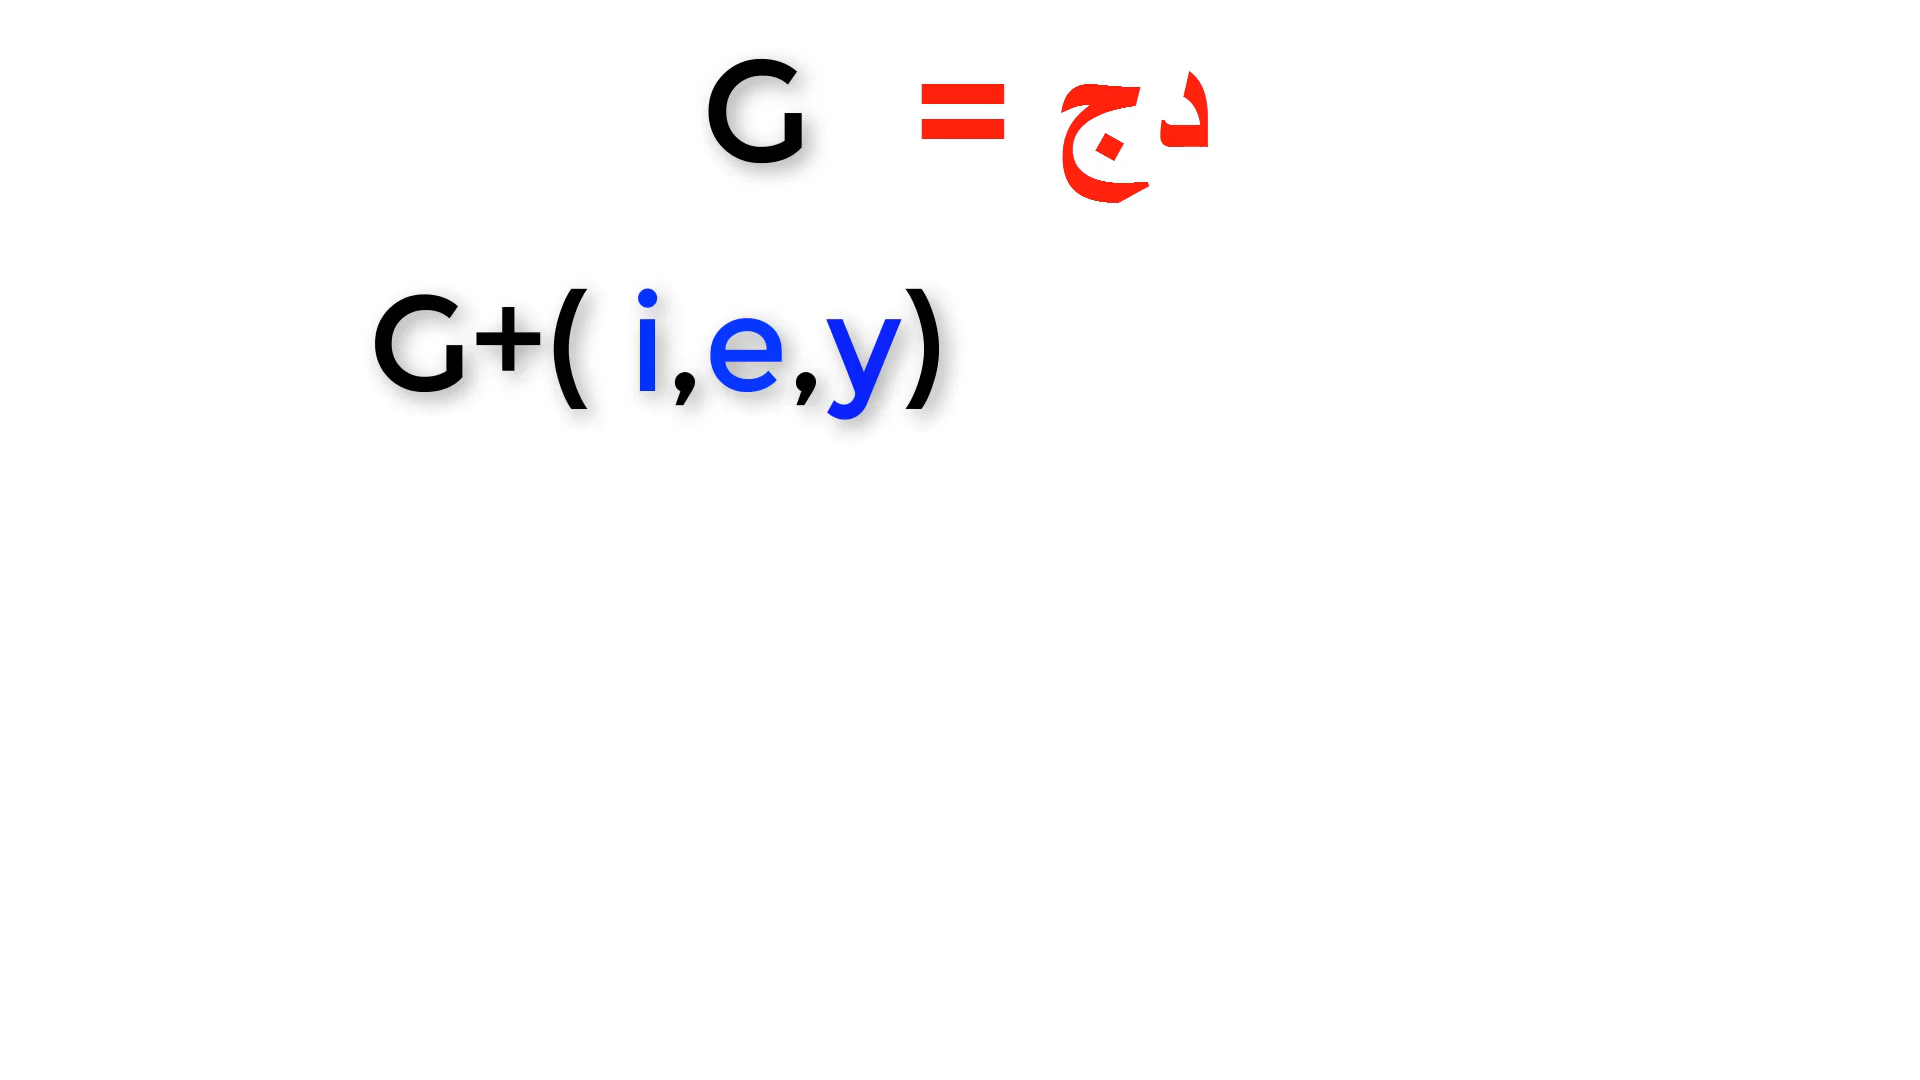 G = دج
G+( i,e,y)